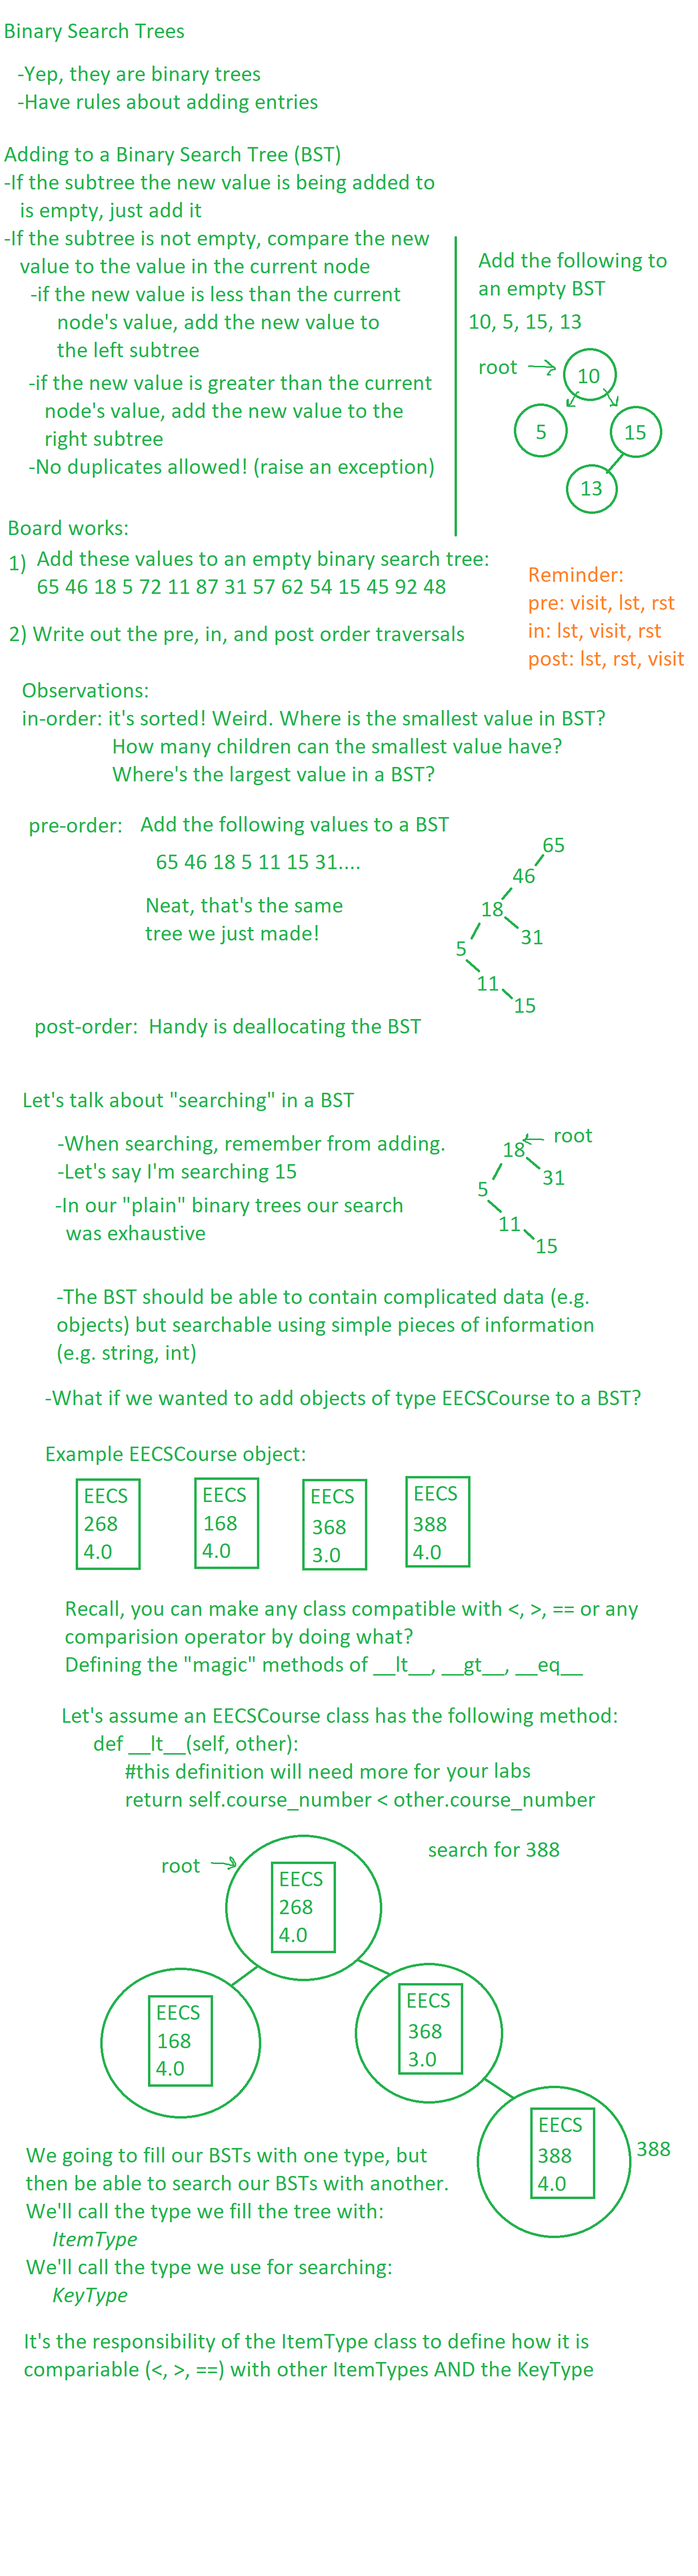 Binary Search Trees
-Yep, they are binary trees
-Have rules about adding entries
Adding to a Binary Search Tree (BST)
-If the subtree the new value is being added to
is empty, just add it
-If the subtree is not empty, compare the new
value to the value in the current node
-if the new value is less than the current
node's value, add the new value to
the left subtree
-if the new value is greater than the current
node's value, add the new value to the
right subtree
-No duplicates allowed! (raise an exception)
Add the following to
an empty BST
10, 5, 15, 13
root
10
5
15
13
Board works:
1) Add these values to an empty binary search tree:
65 46 18 5 72 11 87 31 57 62 54 15 45 92 48
2) Write out the pre, in, and post order traversals
Reminder:
pre: visit, lst, rst
in: lst, visit, rst
post: lst, rst, visit
Observations:
in-order: it's sorted! Weird. Where is the smallest value in BST?
How many children can the smallest value have?
Where's the largest value in a BST?
pre-order: Add the following values to a BST
65 46 18 5 11 15 31....
Neat, that's the same
tree we just made!
65
46
18
31
5
11
15
post-order: Handy is deallocating the BST
Let's talk about "searching" in a BST
-When searching, remember from adding.
-Let's say I'm searching 15
-In our "plain" binary trees our search
was exhaustive
root
18
31
5
11
15
-The BST should be able to contain complicated data (e.g.
objects) but searchable using simple pieces of information
(e.g. string, int)
-What if we wanted to add objects of type EECSCourse to a BST?
Example EECSCourse object:
EECS
268
4.0
EECS
168
4.0
EECS
368
3.0
EECS
388
4.0
Recall, you can make any class compatible with <, >, == or any
comparision operator by doing what?
Defining the "magic" methods of __lt__, __gt__, __eq__
Let's assume an EECSCourse class has the following method:
def __lt__(self, other):
#this definition will need more for your labs
return self.course_number < other.course_number
search for 388
root
EECS
268
4.0
EECS
168
4.0
EECS
368
3.0
EECS
388
4.0
388
We going to fill our BSTs with one type, but
then be able to search our BSTs with another.
We'll call the type we fill the tree with:
ItemType
We'll call the type we use for searching:
KeyType
It's the responsibility of the ItemType class to define how it is
compariable (<, >, ==) with other ItemTypes AND the KeyType